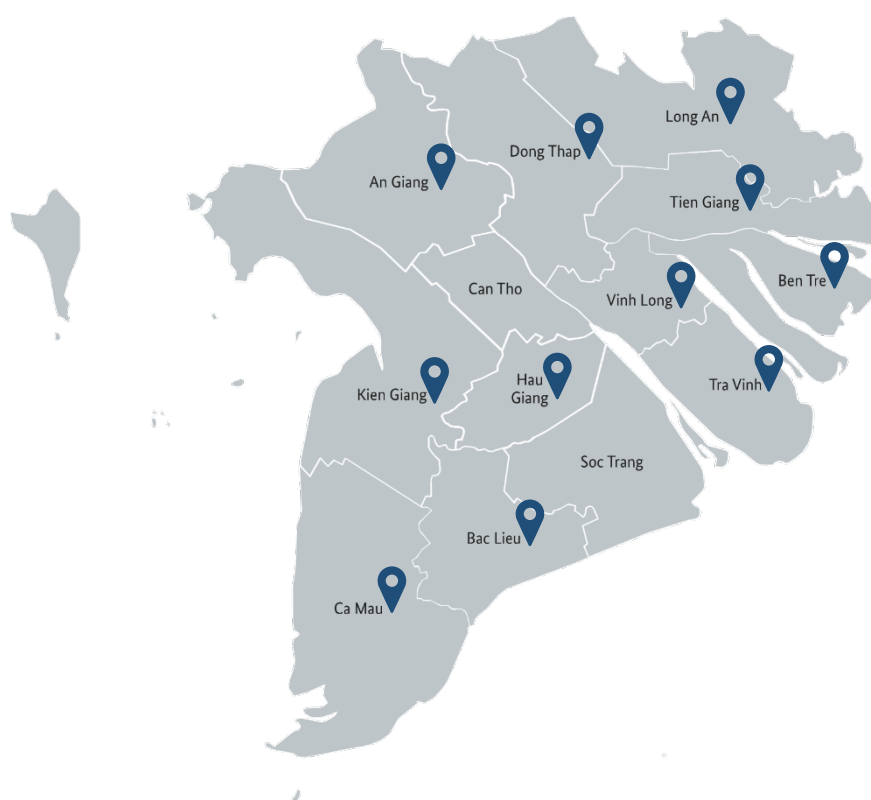 Long An
Dong Thap
An Giang
Tien Giang
Ben Tre
Can Tho
Vinh Long
Hau
Giang
Tra Vinh
Kien Giang
Soc Trang
Bac Lieu
Ca Mau